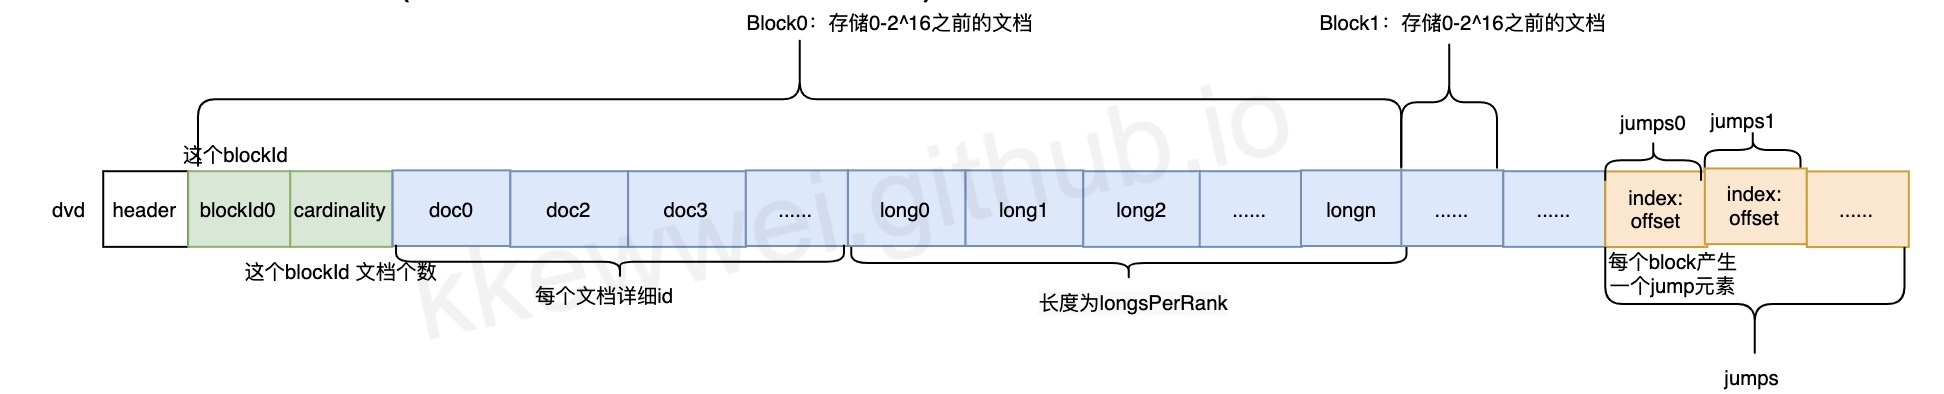 Block0：存储0-2^16之前的文档
Block1：存储0-2^16之前的文档
jumps0
jumps1
这个blockId
dvd
header
blockId0
cardinality
doc0
doc2
doc3
......
long0
long1
long2
......
longn
......
......
index:
offset
index:
offset
......
这个blockId 文档个数
每个文档详细id
长度为longsPerRank
每个block产生
一个jump元素
jumps
kkewwei.github.io